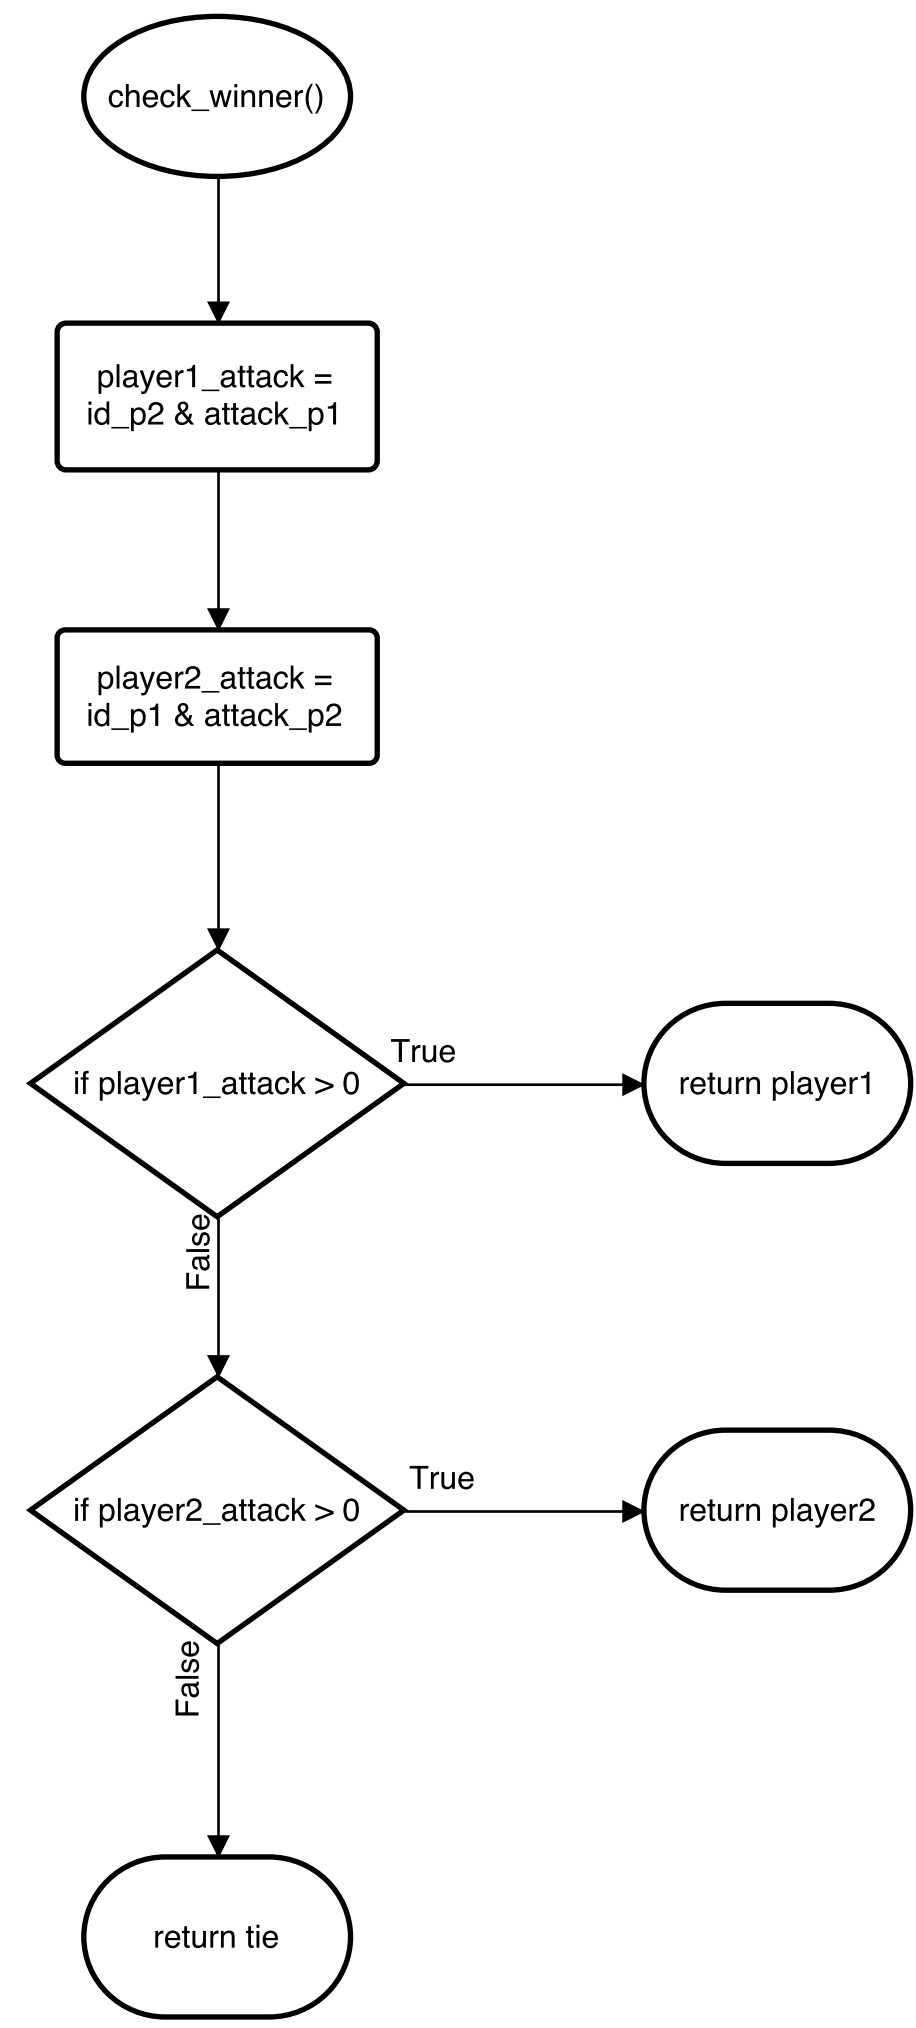 check_winner()
player1_attack =
id_p2 & attack_p1
player2_attack =
id_p1 & attack_p2
if player1_attack > 0
True
return player1
False
if player2_attack > 0
True
return player2
False
return tie